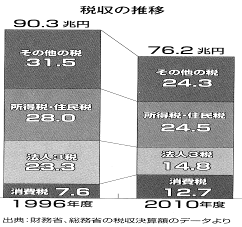 税収の推移
90.3兆円
76.2兆円
その他の税
31.5
その他の税
24.3
所得税・住民税
28.0
所得税・住民税
24.5
法人3税
23.3
法人3税
14.8
消費税 7.6
消費税
12.7
1996年度
2010年度
出典：財務省、総務省の税収決算額のデータより